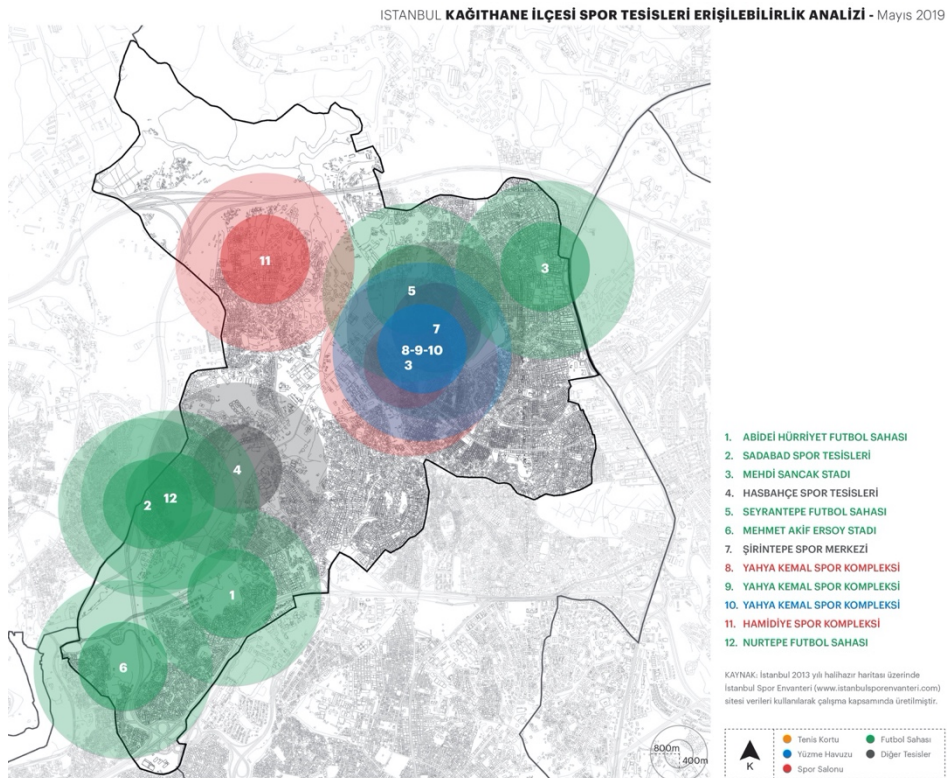 ISTANBUL KAĞITHANE İLÇESİ SPOR TESİSLERİ ERİŞİLEBİLİRLİK ANALİZİ - Mayıs 2019
11
3
5
7
8-9-10
3
4
2
12
1
6
1. ABİDEİ HÜRRİYET FUTBOL SAHASI
2. SADABAD SPOR TESİSLERİ
3. MEHDİ SANCAK STADI
4. HASBAHÇE SPOR TESİSLERİ
5. SEYRANTEPE FUTBOL SAHASI
6. MEHMET AKİF ERSOY STADI
7. ŞİRİNTEPE SPOR MERKEZİ
8. YAHYA KEMAL SPOR KOMPLEKSİ
9. YAHYA KEMAL SPOR KOMPLEKSİ
10. YAHYA KEMAL SPOR KOMPLEKSİ
11. HAMİDİYE SPOR KOMPLEKSİ
12. NURTEPE FUTBOL SAHASI
KAYNAK: İstanbul 2013 yılı halihazır haritası üzerinde
İstanbul Spor Envanteri (www.istanbulsporenvanteri.com)
sitesi verileri kullanılarak çalışma kapsamında üretilmiştir.
800m
400m
K
Tenis Kortu
Yüzme Havuzu
Spor Salonu
Futbol Sahası
Diğer Tesisler